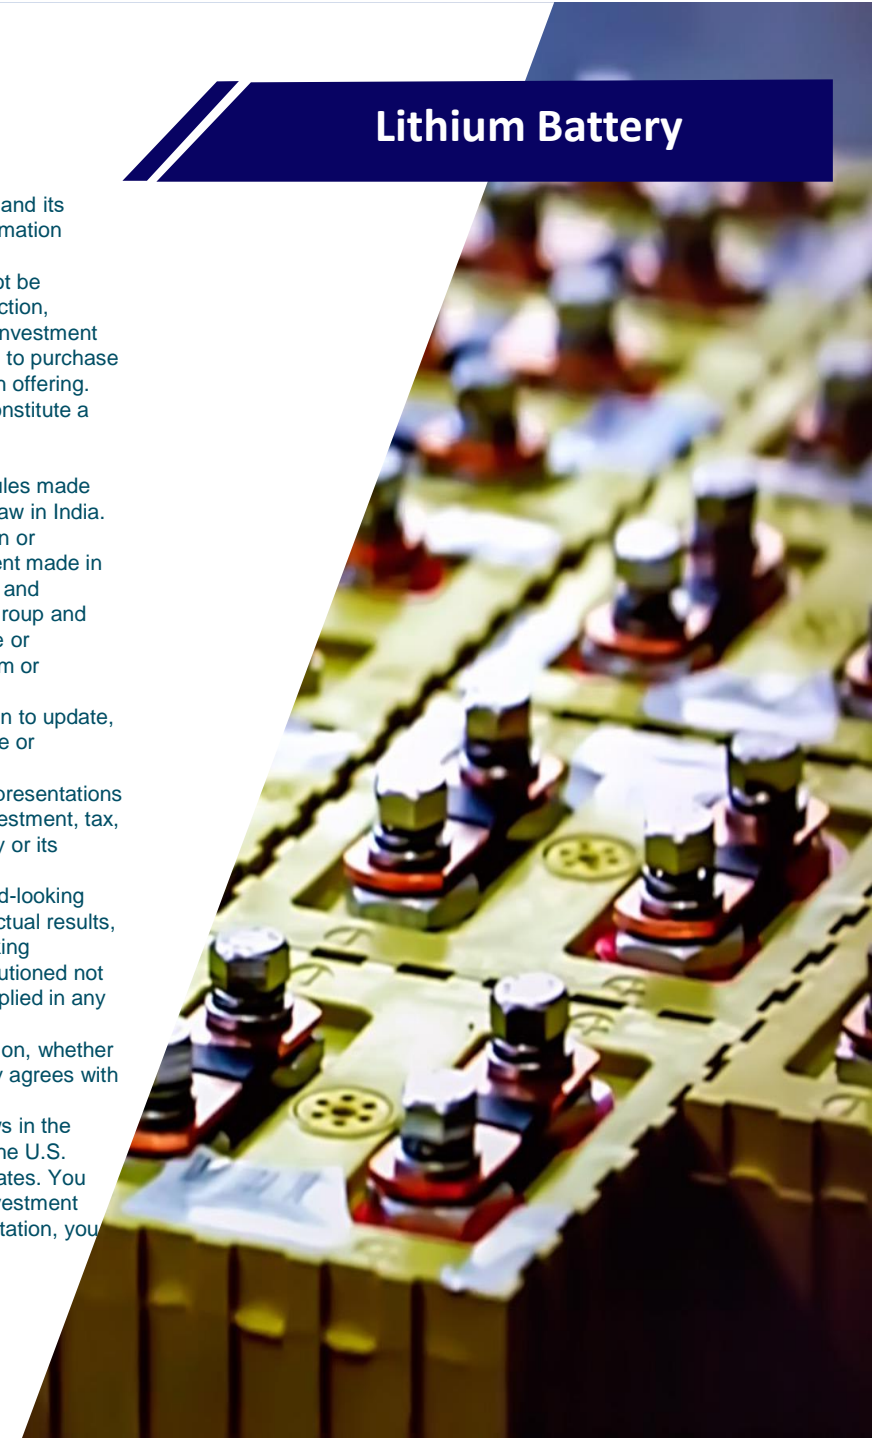 Lithium Battery
and its
mation
ot be
ction,
nvestment
to purchase
n offering.
onstitute a
ules made
aw in India.
n or
ent made in
and
roup and
e or
m or
n to update,
e or
presentations
estment, tax,
y or its
d-looking
ctual results,
king
utioned not
plied in any
on, whether
y agrees with
vs in the
he U.S.
ates. You
vestment
tation, you